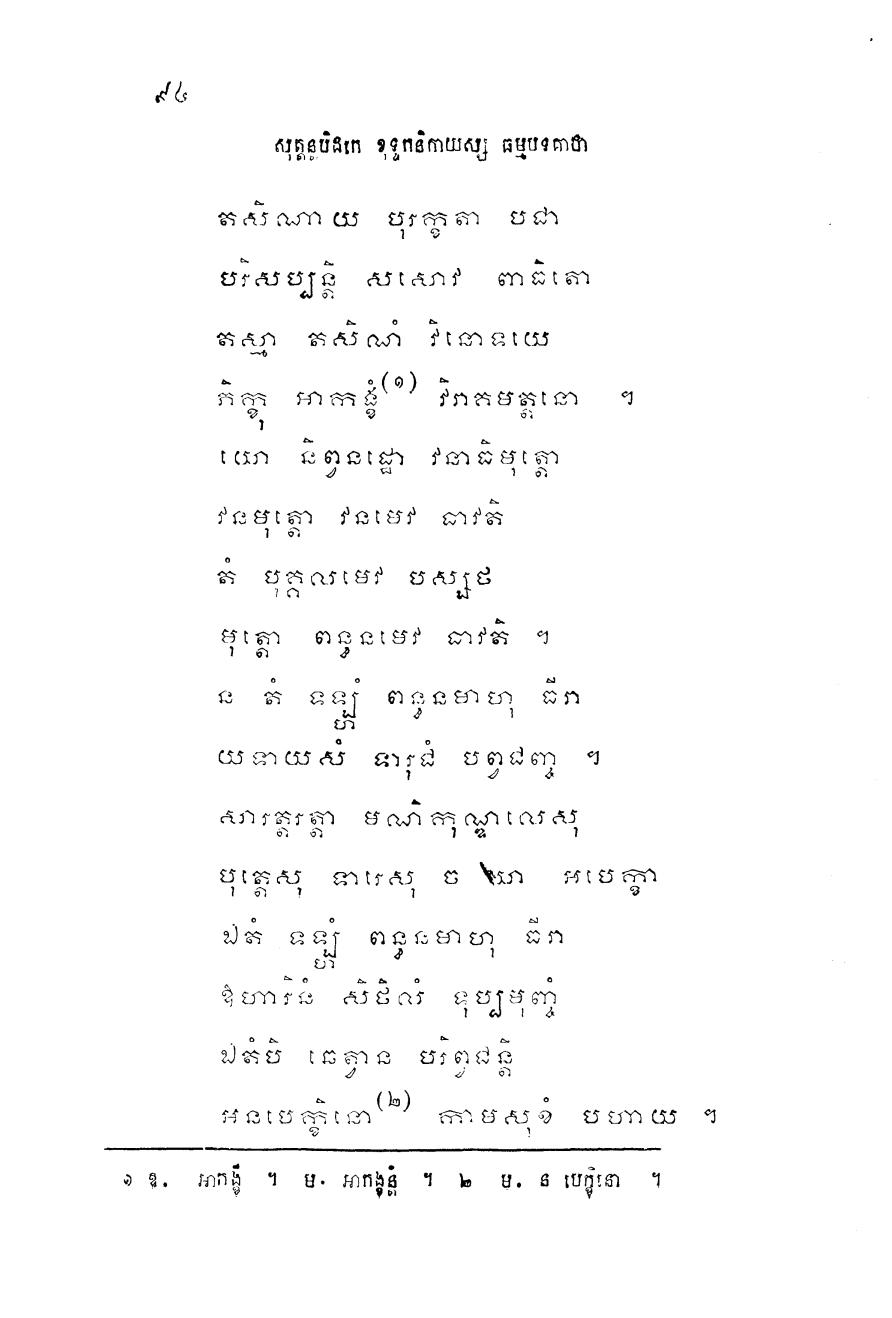 ៩៤
សុត្តន្តបិដកេ ខុទ្ទកនិកាយស្ស ធម្មបទគាថា
តសិណាយ បុរក្ខតា បជា
បរិសប្បន្តិ សសោវ ពាធិតោ
តស្មា តសិណំ វិនោទយេ
ភិក្ខុ អាកង្ខំ(១) វិរាគមត្តនោ ។
យោ និព្វនដ្ឋោ វនាធិមុត្តោ
វនមុត្តោ វនមេវ ធាវតិ
តំ បុគ្គលមេវ បស្សថ
មុត្តោ ពន្ធនមេវ ធាវតិ ។
ន តំ ទឡ្ហំ ពន្ធនមាហុ ធីរា
យទាយសំ ទារុជំ បព្វជញ្ច ។
សារត្តរត្តា មណិកុណ្ឌលេសុ
បុត្តេសុ ទារេសុ ច យា អបេក្ខា
ឯតំ ទឡ្ហំ ពន្ធនមាហុ ធីរា
ឱហារិនំ សិថិលំ ទុប្បមុញ្ចំ
ឯតំបិ ឆេត្វាន បរិព្វជន្តិ
អនបេក្ខិនោ(២) កាមសុខំ បហាយ ។
១ ឱ. អាកង្ខី ។ ម. អាកង្ខន្តំ ។ ២ ម. ន បេក្ខិនោ ។